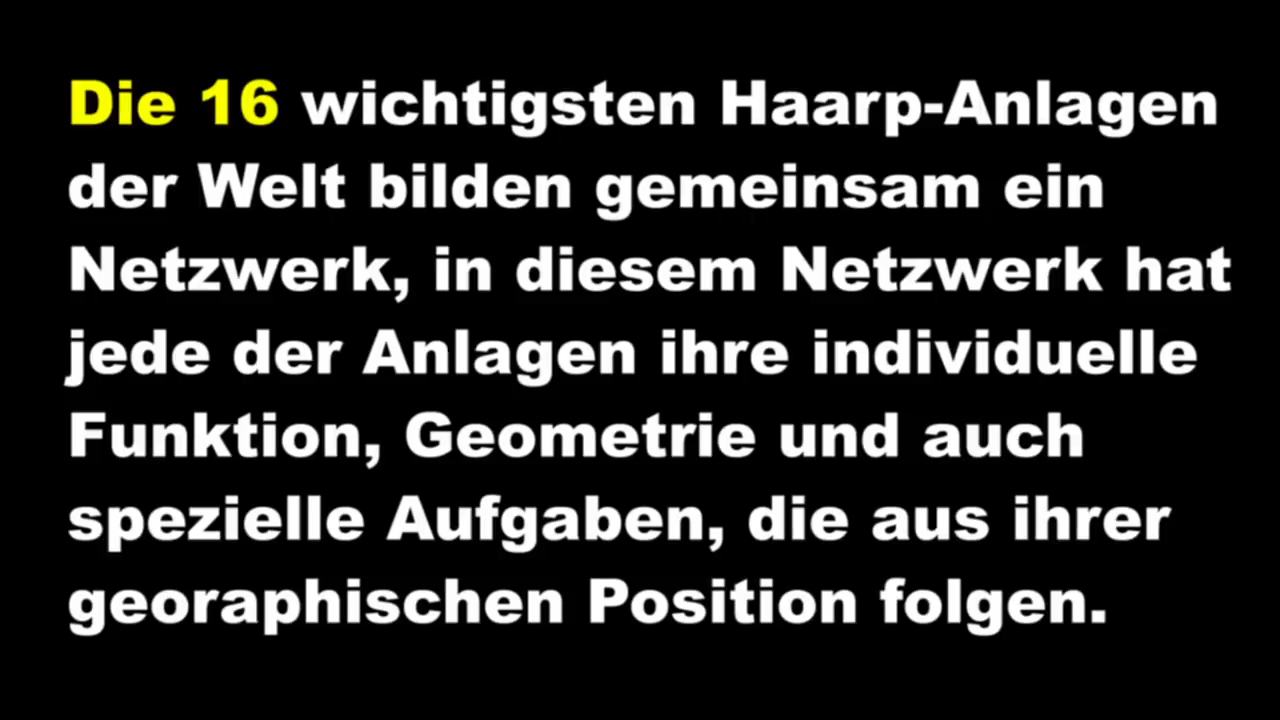 Die 16 wichtigsten Haarp-Anlagen
der Welt bilden gemeinsam ein
Netzwerk, in diesem Netzwerk hat
jede der Anlagen ihre individuelle
Funktion, Geometrie und auch
spezielle Aufgaben, die aus ihrer
georaphischen Position folgen.